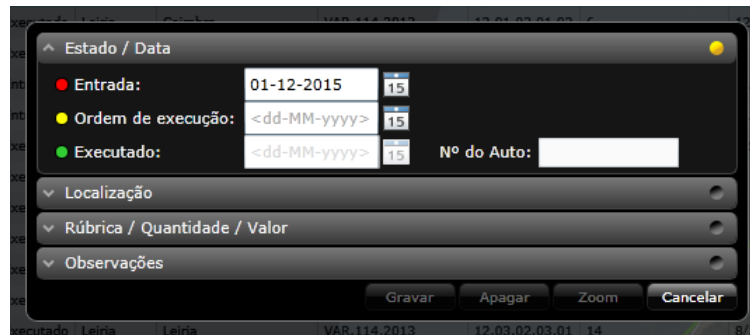 Estado / Data
Entrada: 01-12-2015 15
Ordem de execução: <dd-MM-yyyy> 15
Executado: <dd-MM-yyyy> 15 Nº do Auto:
Localização
Rúbrica / Quantidade / Valor
Observações
Gravar Apagar Zoom Cancelar
xecutado Leiria Leiria VAR.114.2013 12.03.02.03.01 14